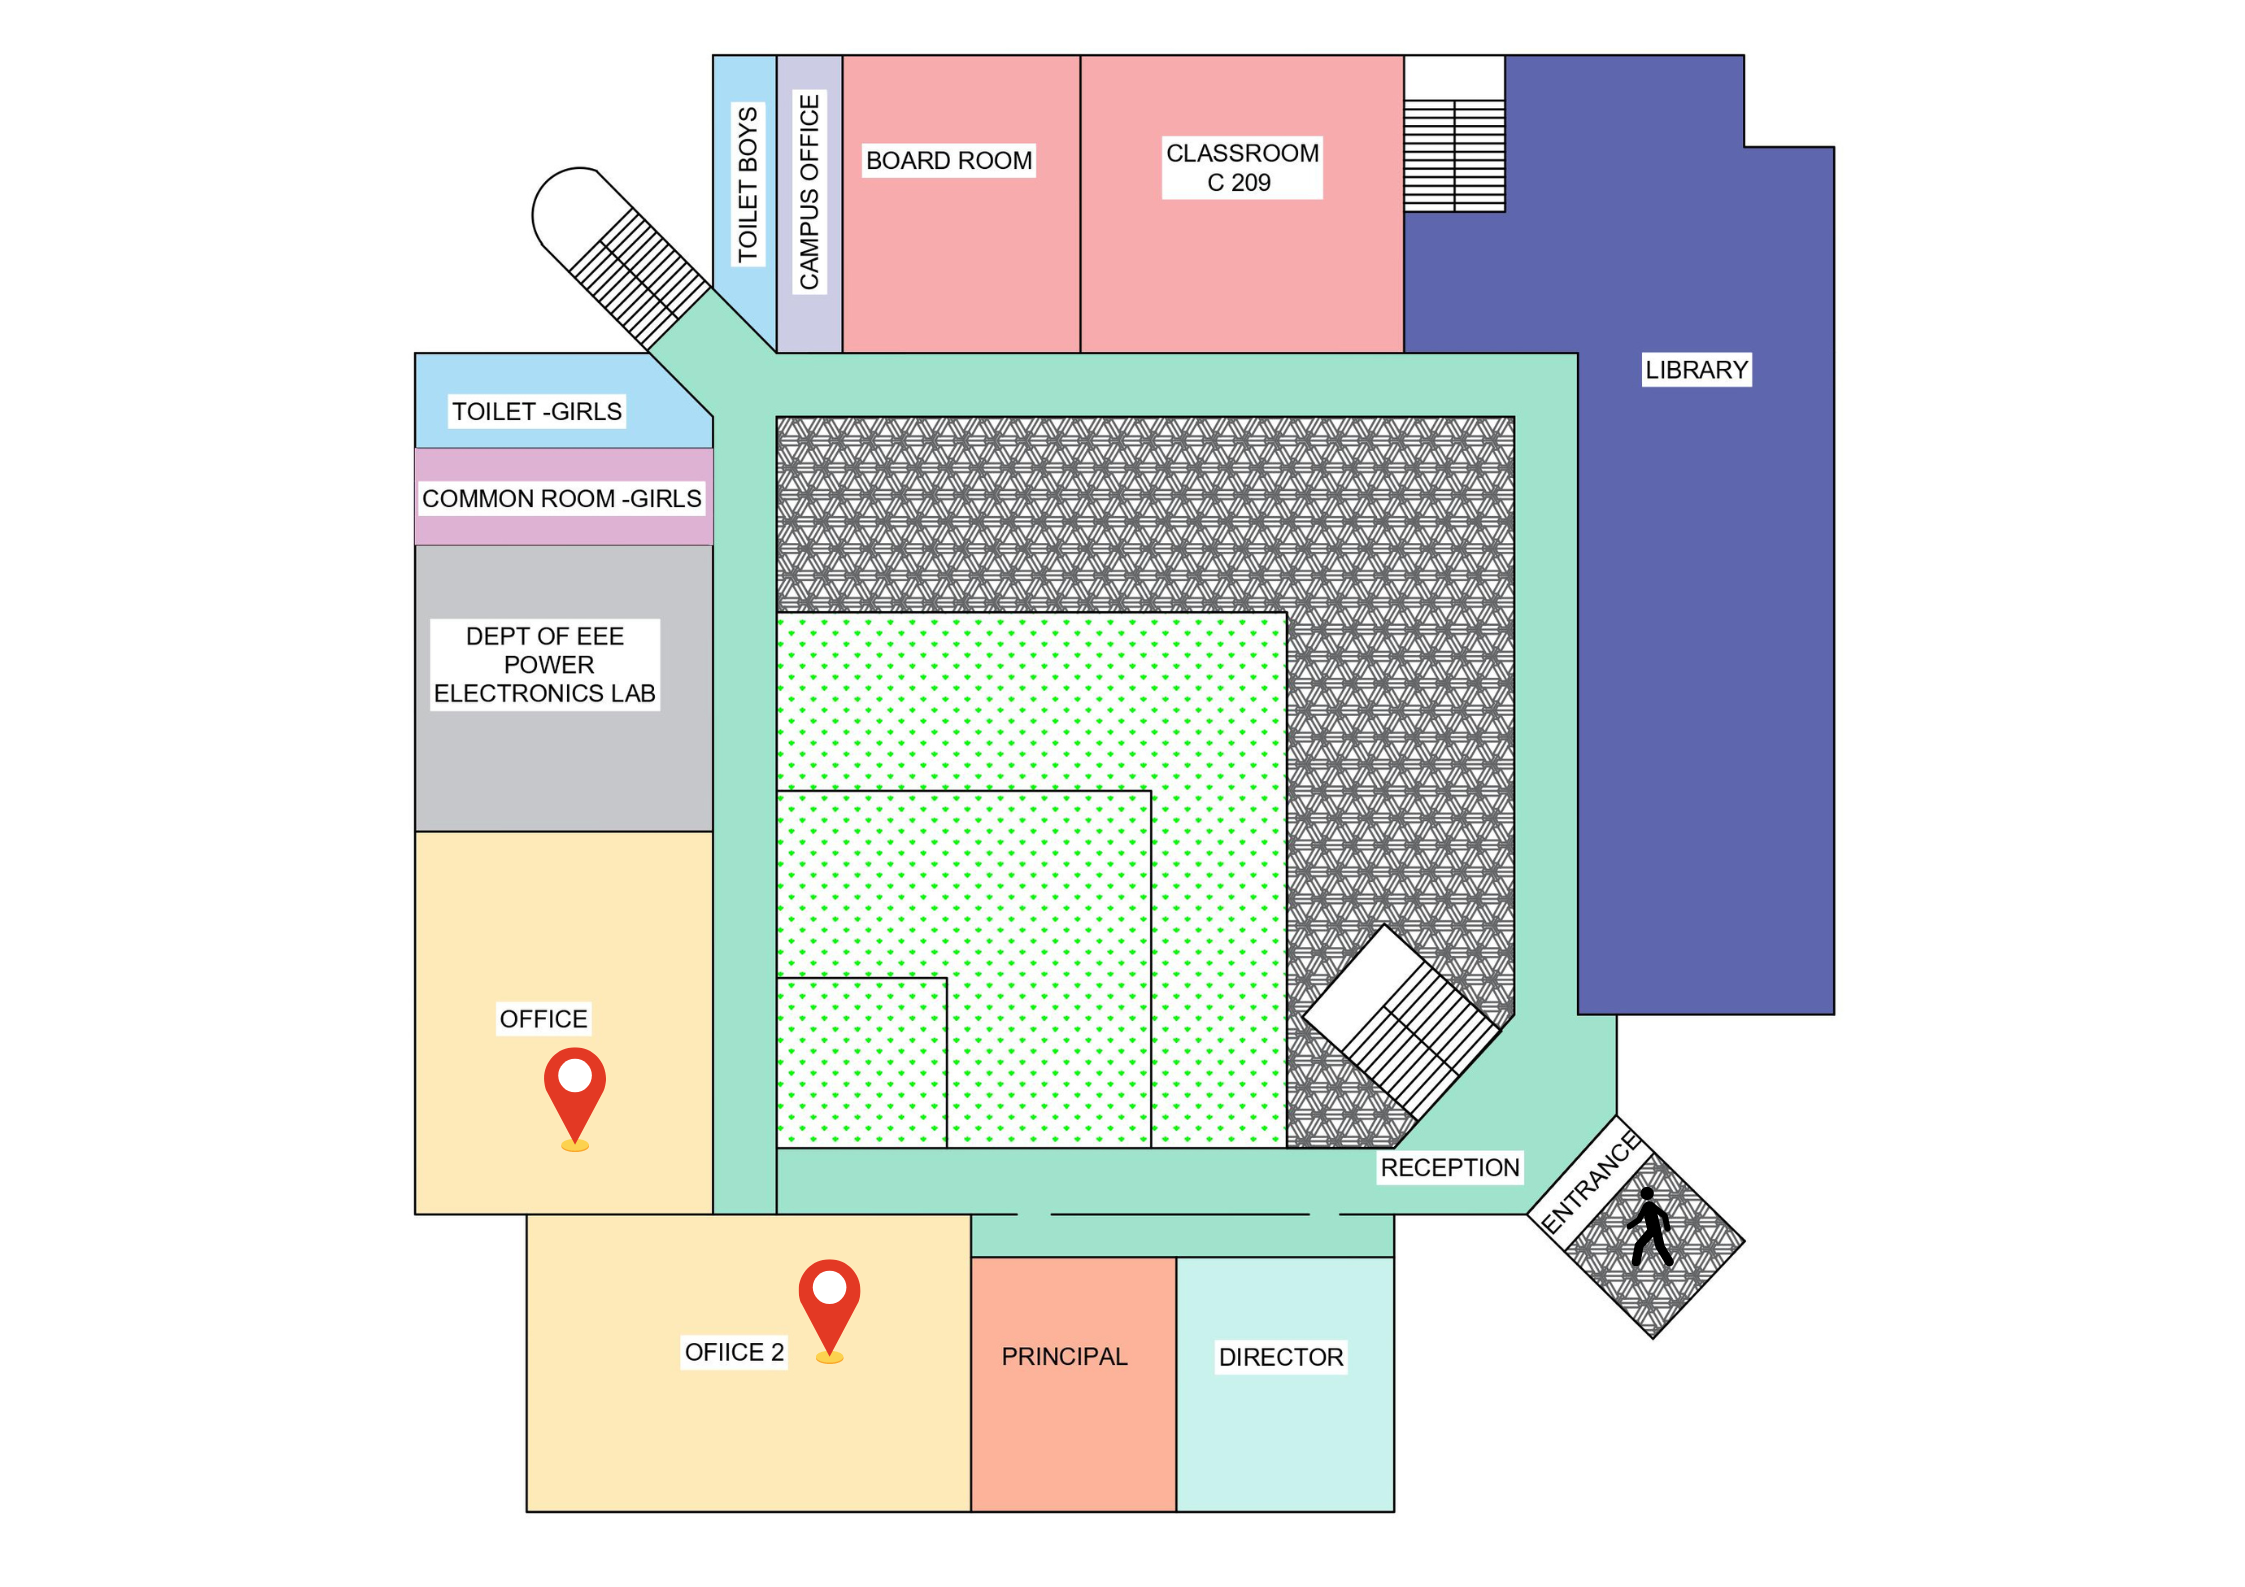 TOILET BOYS
CAMPUS OFFICE
BOARD ROOM
CLASSROOM
C 209
LIBRARY
TOILET -GIRLS
COMMON ROOM -GIRLS
DEPT OF EEE
POWER
ELECTRONICS LAB
OFFICE
RECEPTION
ENTRANCE
OFIICE 2
PRINCIPAL
DIRECTOR